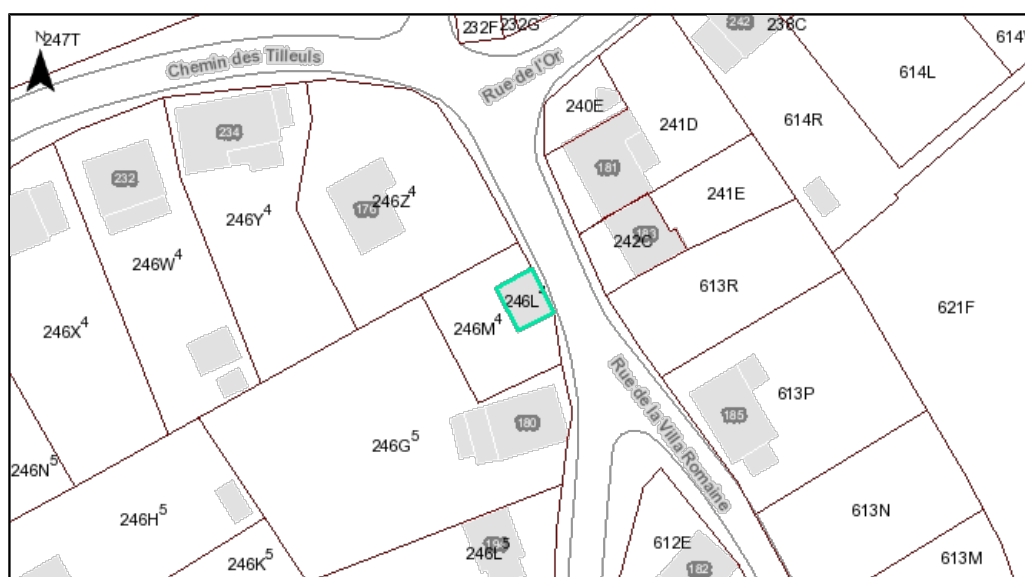 N
247T
232F
232G
242
238C
614L
Chemin des Tilleuls
Rue de l'Or
240E
241D
614R
234
181
232
241E
176
246Z⁴
246Y⁴
242C
183
246W⁴
613R
621F
246L
246M⁴
246X⁴
Rue de la Villa Romaine
613P
185
180
246G⁵
246N⁵
613N
246H⁵
246L⁵
612E
246K⁵
182
613M